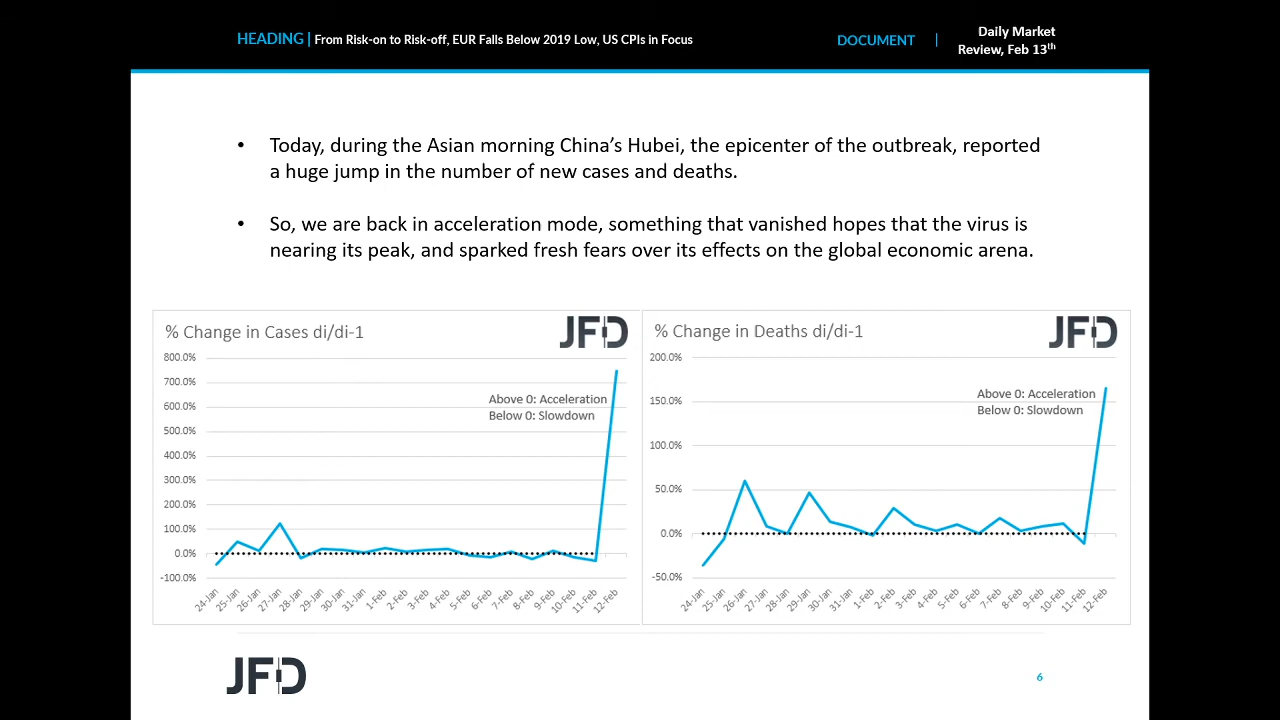 HEADING | From Risk-on to Risk-off, EUR Falls Below 2019 Low, US CPIs in Focus
DOCUMENT | Daily Market
Review, Feb 13th
• Today, during the Asian morning China's Hubei, the epicenter of the outbreak, reported
a huge jump in the number of new cases and deaths.
• So, we are back in acceleration mode, something that vanished hopes that the virus is
nearing its peak, and sparked fresh fears over its effects on the global economic arena.
% Change in Cases di/di-1
JFD
800.0%
700.0%
600.0%
500.0%
400.0%
300.0%
200.0%
100.0%
0.0%
-100.0%
Above 0: Acceleration
Below 0: Slowdown
24-Jan
25-Jan
26-Jan
27-Jan
28-Jan
29-Jan
30-Jan
31-Jan
1-Feb
2-Feb
3-Feb
4-Feb
5-Feb
6-Feb
7-Feb
8-Feb
9-Feb
10-Feb
11-Feb
12-Feb
% Change in Deaths di/di-1
JFD
200.0%
150.0%
100.0%
50.0%
0.0%
-50.0%
Above 0: Acceleration
Below 0: Slowdown
24-Jan
25-Jan
26-Jan
27-Jan
28-Jan
29-Jan
30-Jan
31-Jan
1-Feb
2-Feb
3-Feb
4-Feb
5-Feb
6-Feb
7-Feb
8-Feb
9-Feb
10-Feb
11-Feb
12-Feb
JFD
6